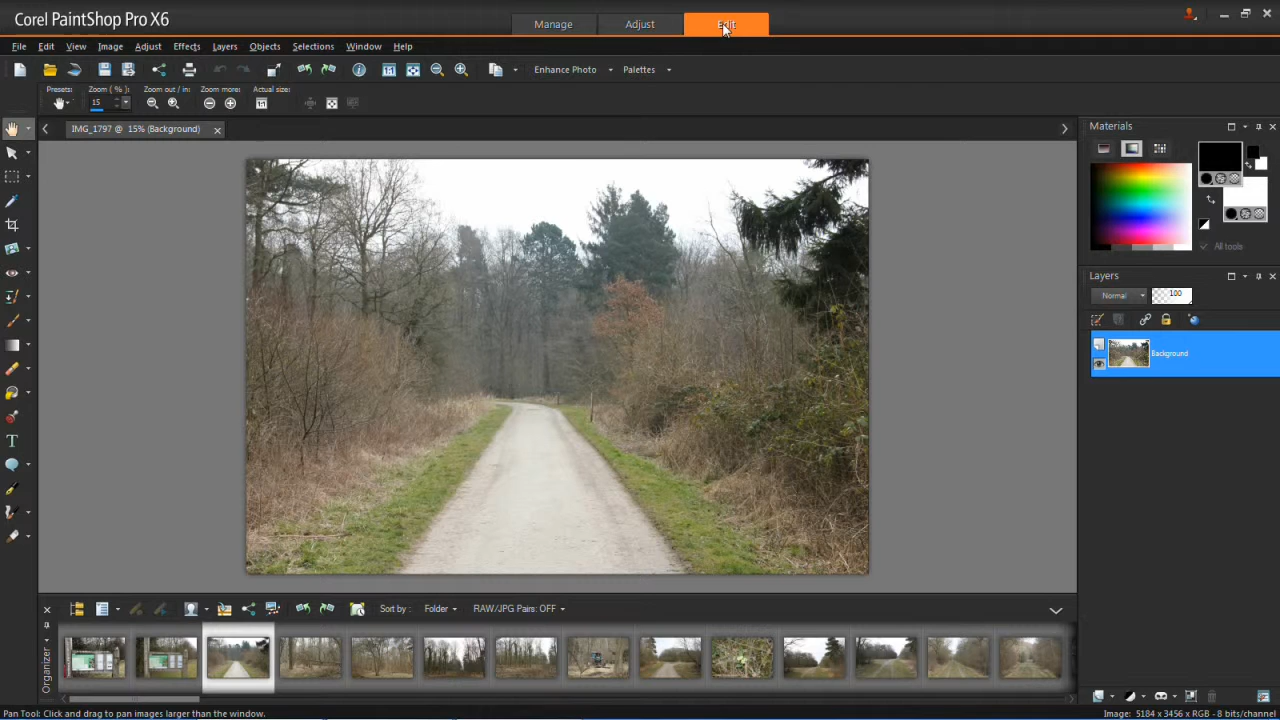 Corel PaintShop Pro X6
Manage Adjust Edit
File Edit View Image Adjust Effects Layers Objects Selections Window Help
Enhance Photo Palettes
Presets: Zoom ( % ): Zoom out / in: Zoom more: Actual size:
15
IMG_1797 @ 15% (Background)
Materials
All tools
Layers
Normal 100
Background
Organizer
Sort by : Folder RAW/JPG Pairs: OFF
Pan Tool: Click and drag to pan images larger than the window.
Image: 5184 x 3456 x RGB - 8 bits/channel